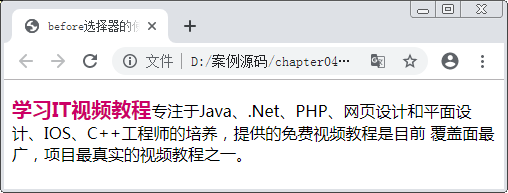 before选择器的使
文件 | D:/案例源码/chapter04…
学习IT视频教程专注于Java、.Net、PHP、网页设计和平面设
计、IOS、C++工程师的培养，提供的免费视频教程是目前 覆盖面最
广，项目最真实的视频教程之一。